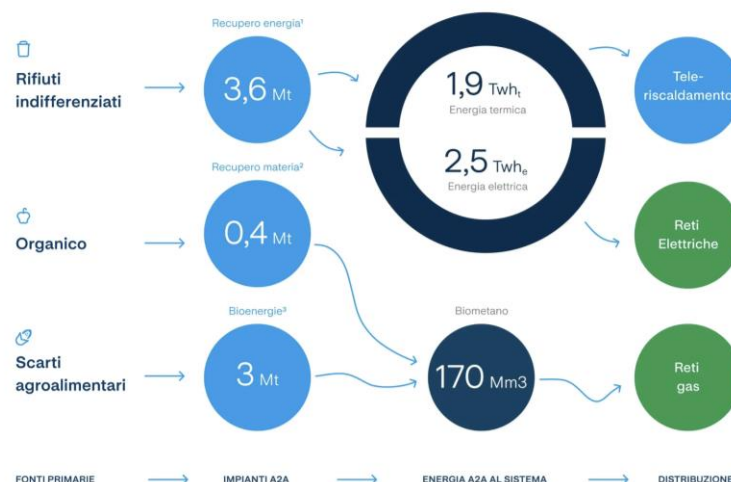 Recupero energia¹
Rifiuti
indifferenziati
3,6 Mt
1,9 Twhₜ
Energia termica
2,5 Twhₑ
Energia elettrica
Tele-
riscaldamento
Recupero materia²
Organico
0,4 Mt
Reti
Elettriche
Bioenergie³
Biometano
Scarti
agroalimentari
3 Mt
170 Mm3
Reti
gas
FONTI PRIMARIE
IMPIANTI A2A
ENERGIA A2A AL SISTEMA
DISTRIBUZIONE